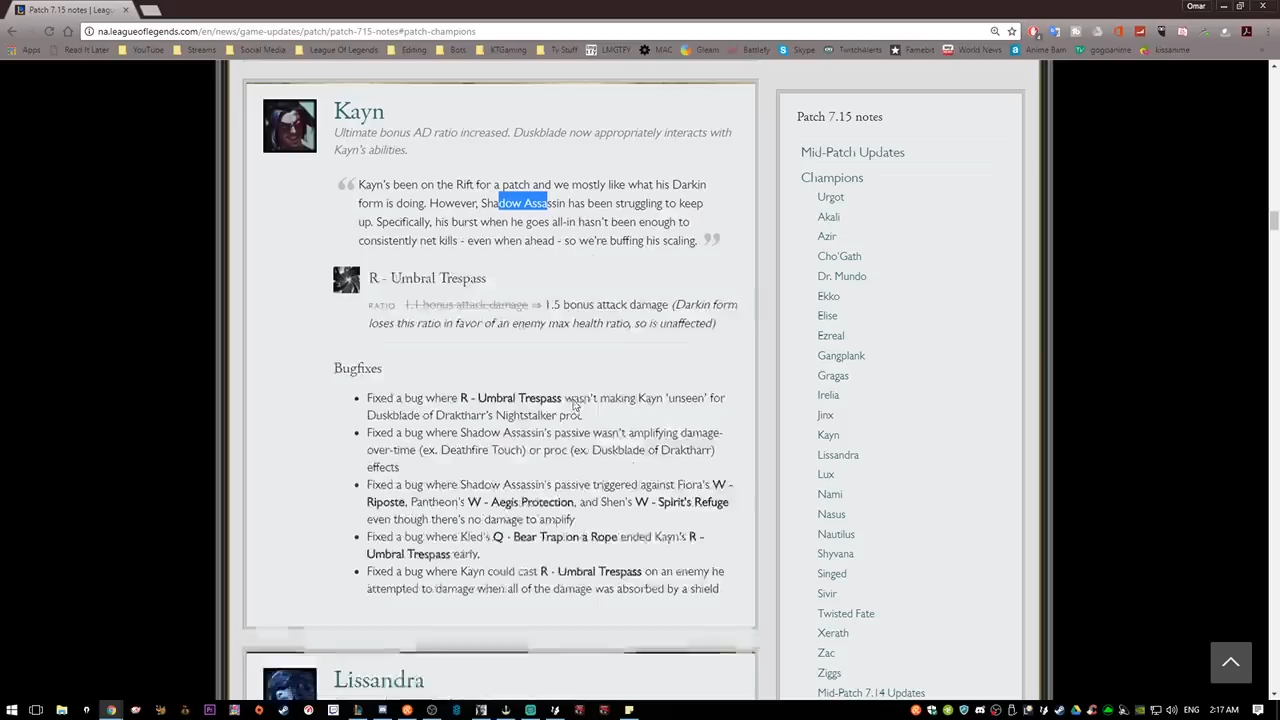 Patch 7.15 notes | Leag
Omar
na.leagueoflegends.com/en/news/game-updates/patch/patch-715-notes#patch-champions
Apps Read It Later YouTube Streams Social Media League Of Legends Editing Bots KTGaming Tv Stuff LMGTFY MAC Gleam Battlefy Skype TwitchAlerts Famebit World News Anime Bam gogoanime kissanime
Kayn
Ultimate bonus AD ratio increased. Duskblade now appropriately interacts with
Kayn's abilities.
Kayn's been on the Rift for a patch and we mostly like what his Darkin
form is doing. However, Shadow Assassin has been struggling to keep
up. Specifically, his burst when he goes all-in hasn't been enough to
consistently net kills - even when ahead - so we're buffing his scaling.
R - Umbral Trespass
RATIO 1.1 bonus attack damage ⇒ 1.5 bonus attack damage (Darkin form
loses this ratio in favor of an enemy max health ratio, so is unaffected)
Bugfixes
• Fixed a bug where R - Umbral Trespass wasn't making Kayn 'unseen' for
Duskblade of Draktharr's Nightstalker proc
• Fixed a bug where Shadow Assassin's passive wasn't amplifying damage-
over-time (ex. Deathfire Touch) or proc (ex. Duskblade of Draktharr)
effects
• Fixed a bug where Shadow Assassin's passive triggered against Fiora's W -
Riposte, Pantheon's W - Aegis Protection, and Shen's W - Spirit's Refuge
even though there's no damage to amplify
• Fixed a bug where Kled's Q - Bear Trap on a Rope ended Kayn's R -
Umbral Trespass early.
• Fixed a bug where Kayn could cast R - Umbral Trespass on an enemy he
attempted to damage when all of the damage was absorbed by a shield
Lissandra
Patch 7.15 notes
Mid-Patch Updates
Champions
Urgot
Akali
Azir
Cho'Gath
Dr. Mundo
Ekko
Elise
Ezreal
Gangplank
Gragas
Irelia
Jinx
Kayn
Lissandra
Lux
Nami
Nasus
Nautilus
Shyvana
Singed
Sivir
Twisted Fate
Xerath
Zac
Ziggs
Mid-Patch 7.14 Updates
2:17 AM